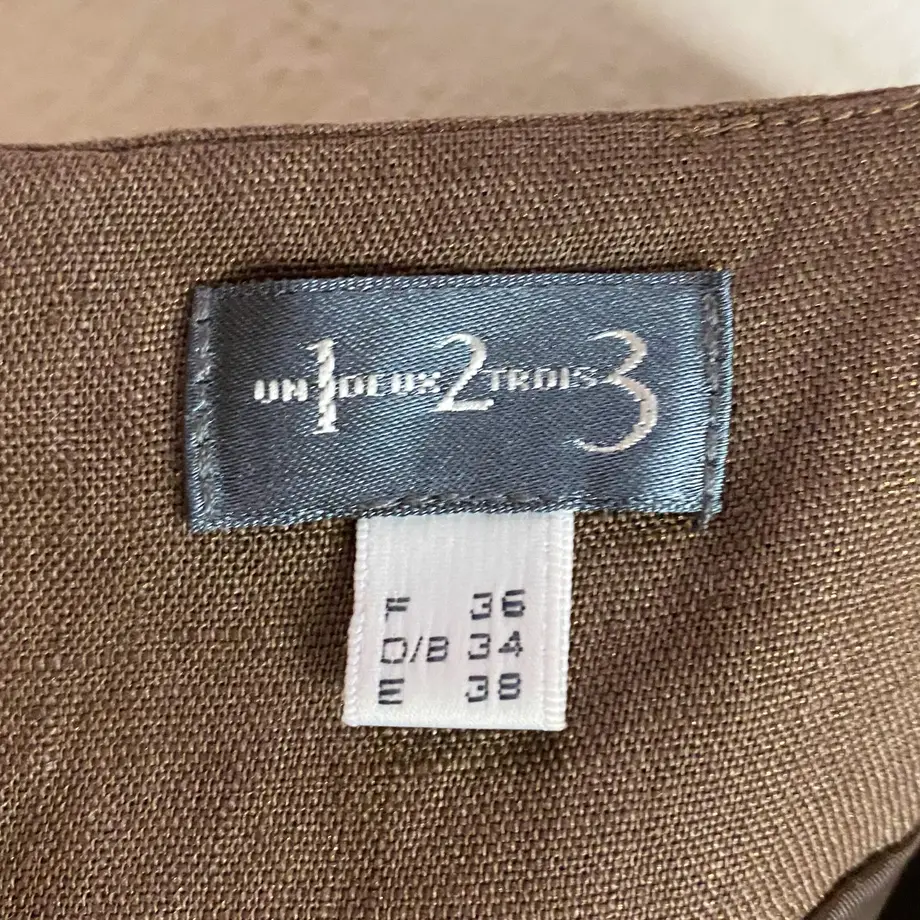 UN1DEUX2TROIS3
F 36
D/B 34
E 38